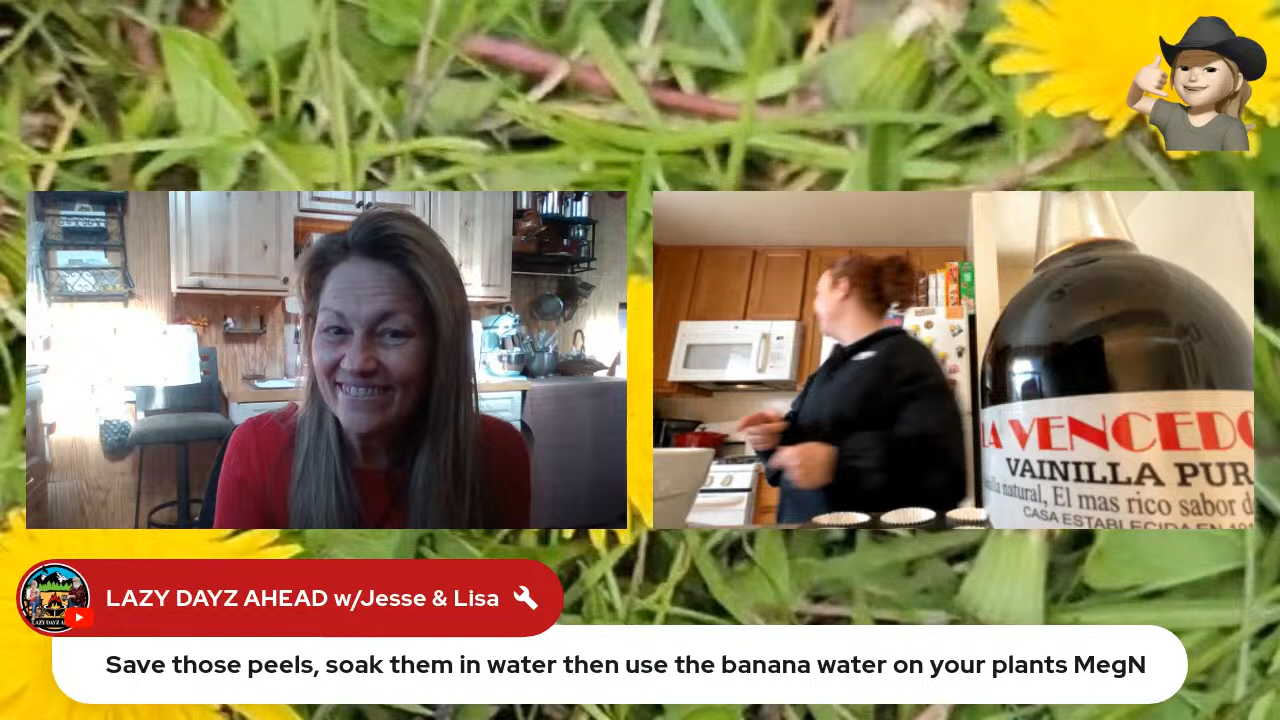 LA VENCEDO
VAINILLA PUR
natural, El mas rico sabor d
CASA ESTABLECIDA EN
LAZY DAYZ AHEAD w/Jesse & Lisa
Save those peels, soak them in water then use the banana water on your plants MegN